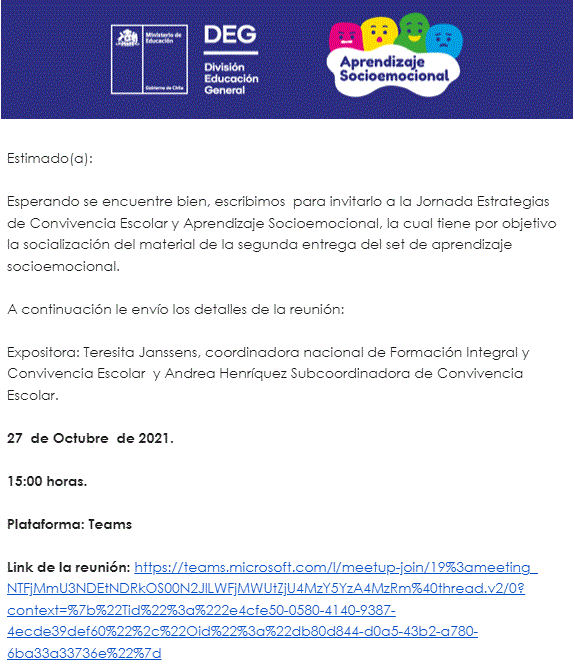 Ministerio de
Educación
Gobierno de Chile
DEG
División
Educación
General
Aprendizaje
Socioemocional
Estimado(a):
Esperando se encuentre bien, escribimos para invitarlo a la Jornada Estrategias
de Convivencia Escolar y Aprendizaje Socioemocional, la cual tiene por objetivo
la socialización del material de la segunda entrega del set de aprendizaje
socioemocional.
A continuación le envío los detalles de la reunión:
Expositora: Teresita Janssens, coordinadora nacional de Formación Integral y
Convivencia Escolar y Andrea Henríquez Subcoordinadora de Convivencia
Escolar.
27 de Octubre de 2021.
15:00 horas.
Plataforma: Teams
Link de la reunión: https://teams.microsoft.com/l/meetup-join/19%3ameeting_
NTFjMmU3NDEtNDRkOS00N2JlLWFjMWUtZjU4MzY5YzA4MzRm%40thread.v2/0?
context=%7b%22Tid%22%3a%222e4cfe50-0580-4140-9387-
4ecde39def60%22%2c%22Oid%22%3a%22db80d844-d0a5-43b2-a780-
6ba33a33736e%22%7d